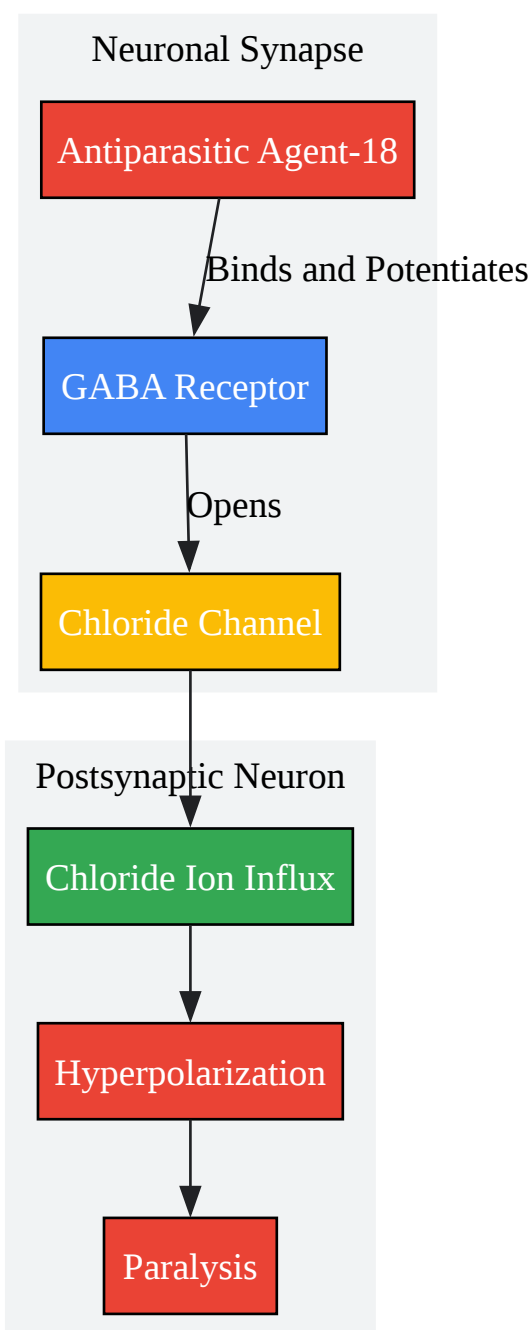 Neuronal Synapse
Antiparasitic Agent-18
Binds and Potentiates
GABA Receptor
Opens
Chloride Channel
Postsynaptic Neuron
Chloride Ion Influx
Hyperpolarization
Paralysis